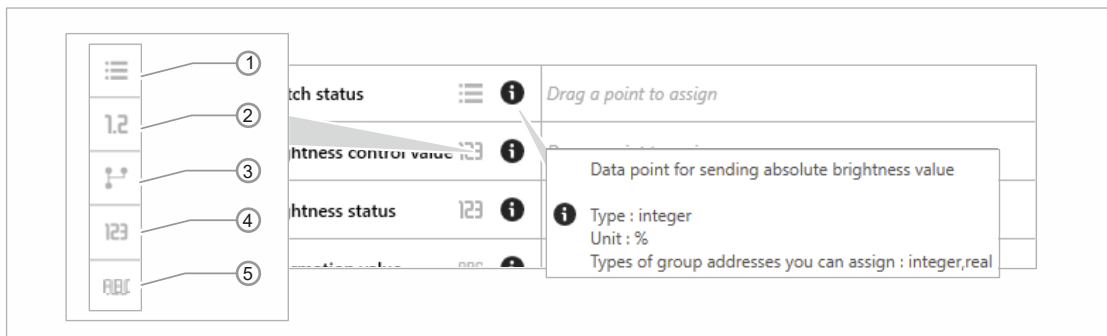 1
2
3
4
5
1.2
123
ABC
tch status
Drag a point to assign
ghtness control value 123
Data point for sending absolute brightness value
ghtness status 123
Type : integer
Unit : %
Types of group addresses you can assign : integer,real